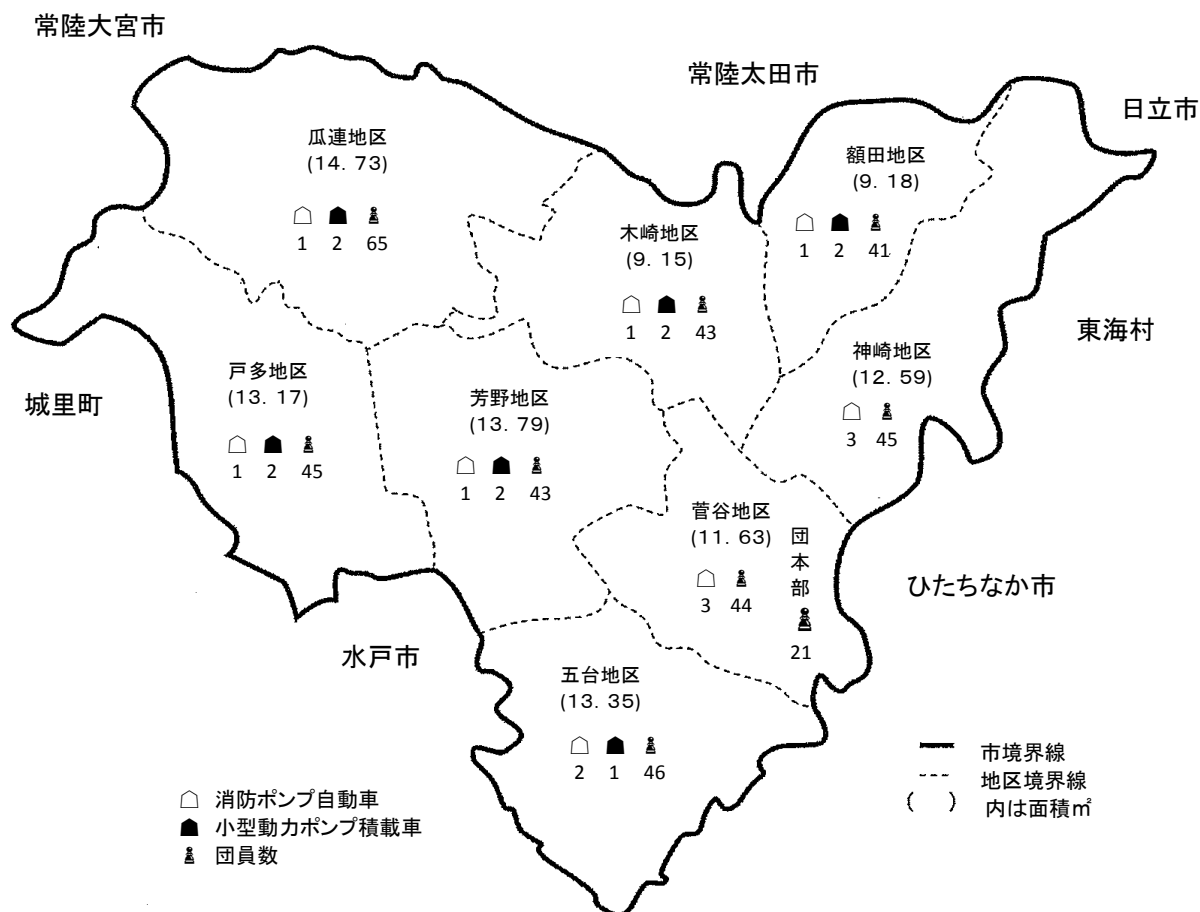 常陸大宮市
常陸太田市
日立市
瓜連地区
(14. 73)
1 2 65
額田地区
(9. 18)
1 2 41
木崎地区
(9. 15)
1 2 43
東海村
神崎地区
(12. 59)
3 45
戸多地区
(13. 17)
1 2 45
城里町
芳野地区
(13. 79)
1 2 43
菅谷地区
(11. 63)
3 44
団本部
21
ひたちなか市
水戸市
五台地区
(13. 35)
2 1 46
消防ポンプ自動車
小型動力ポンプ積載車
団員数
市境界線
地区境界線
( ) 内は面積㎡